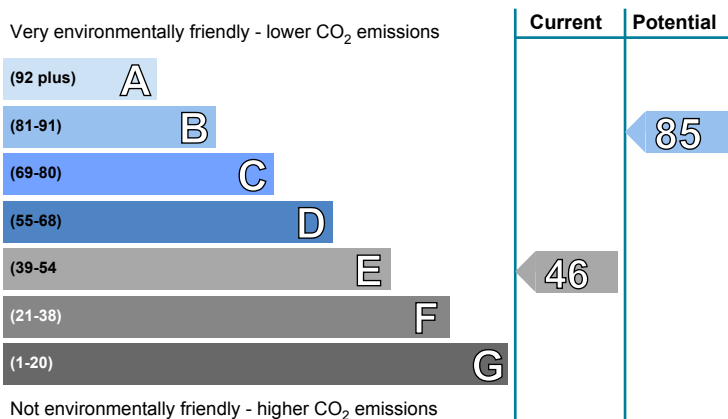 Current Potential
Very environmentally friendly - lower CO2 emissions
(92 plus) A
(81-91) B 85
(69-80) C
(55-68) D
(39-54 E 46
(21-38) F
(1-20) G
Not environmentally friendly - higher CO2 emissions